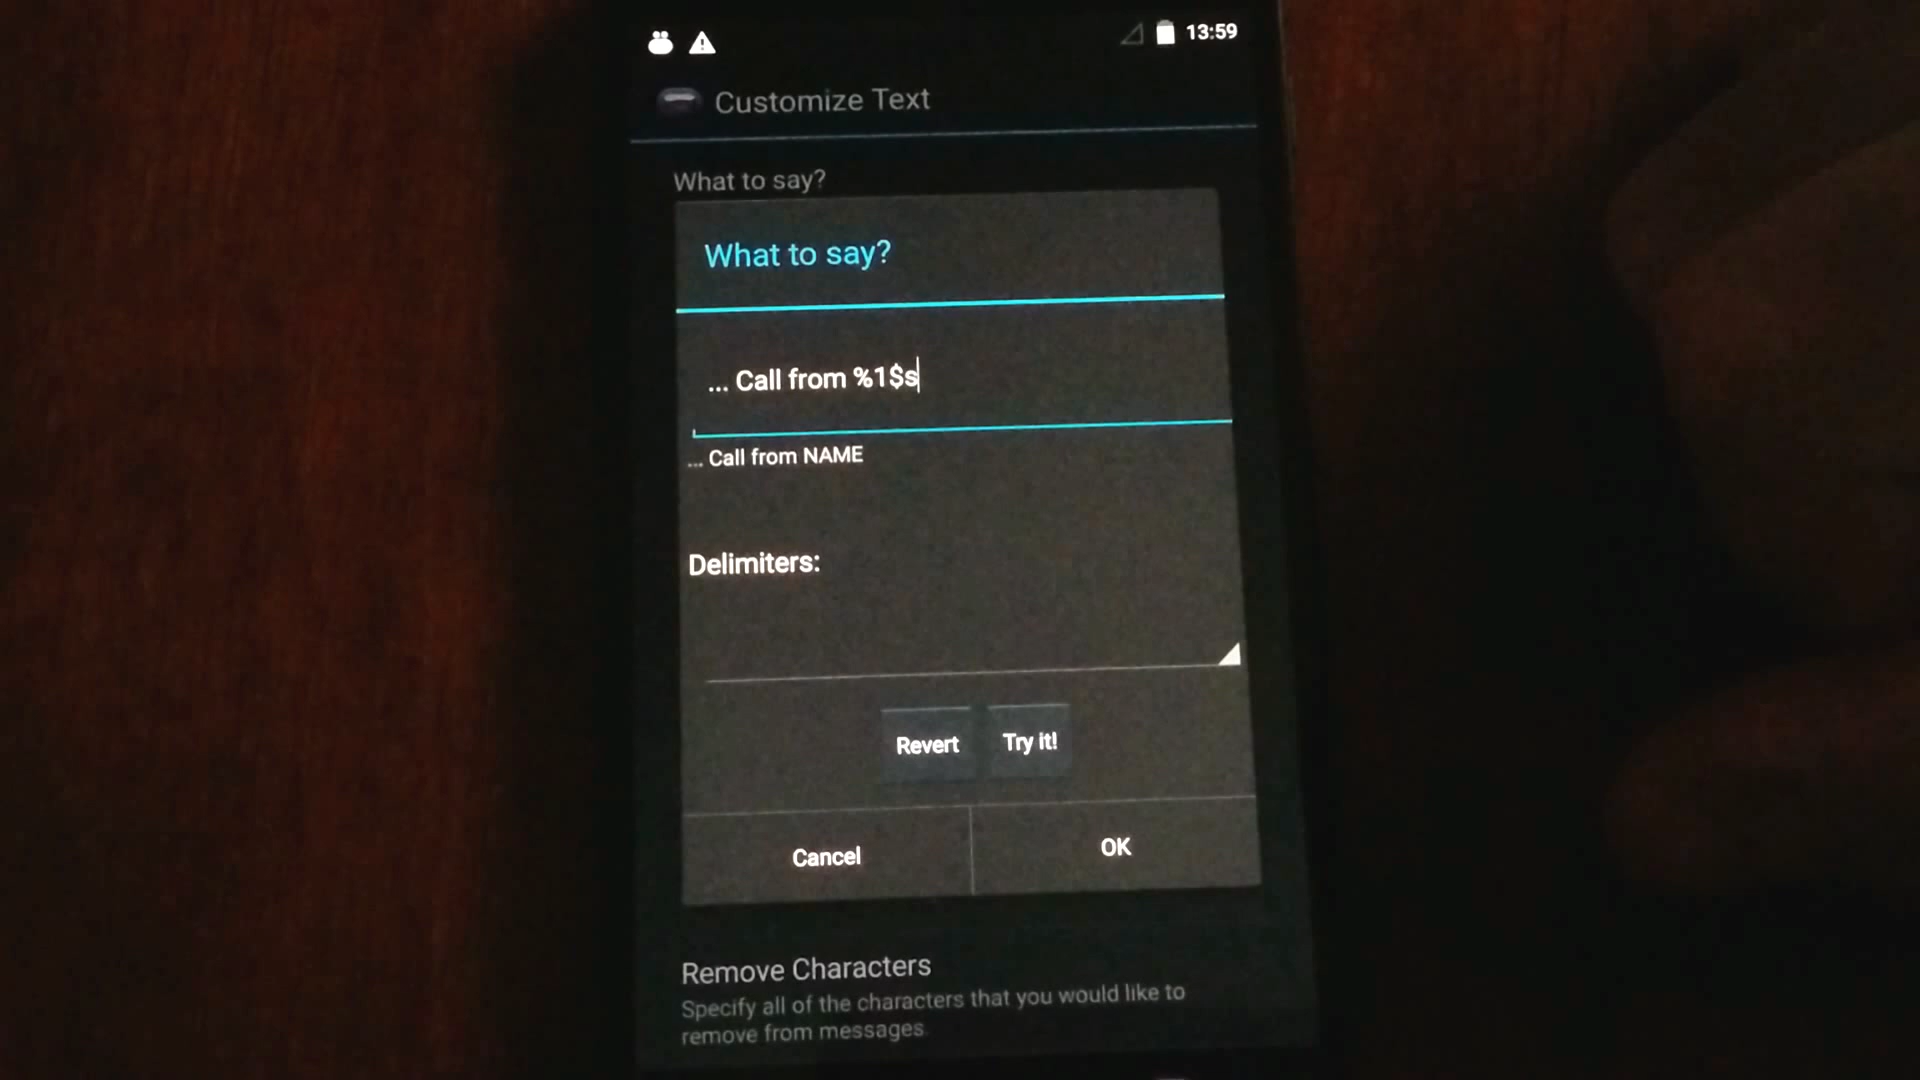 13:59
Customize Text
What to say?
What to say?
... Call from %1$s
... Call from NAME
Delimiters:
Revert Try it!
Cancel OK
Remove Characters
Specify all of the characters that you would like to
remove from messages.